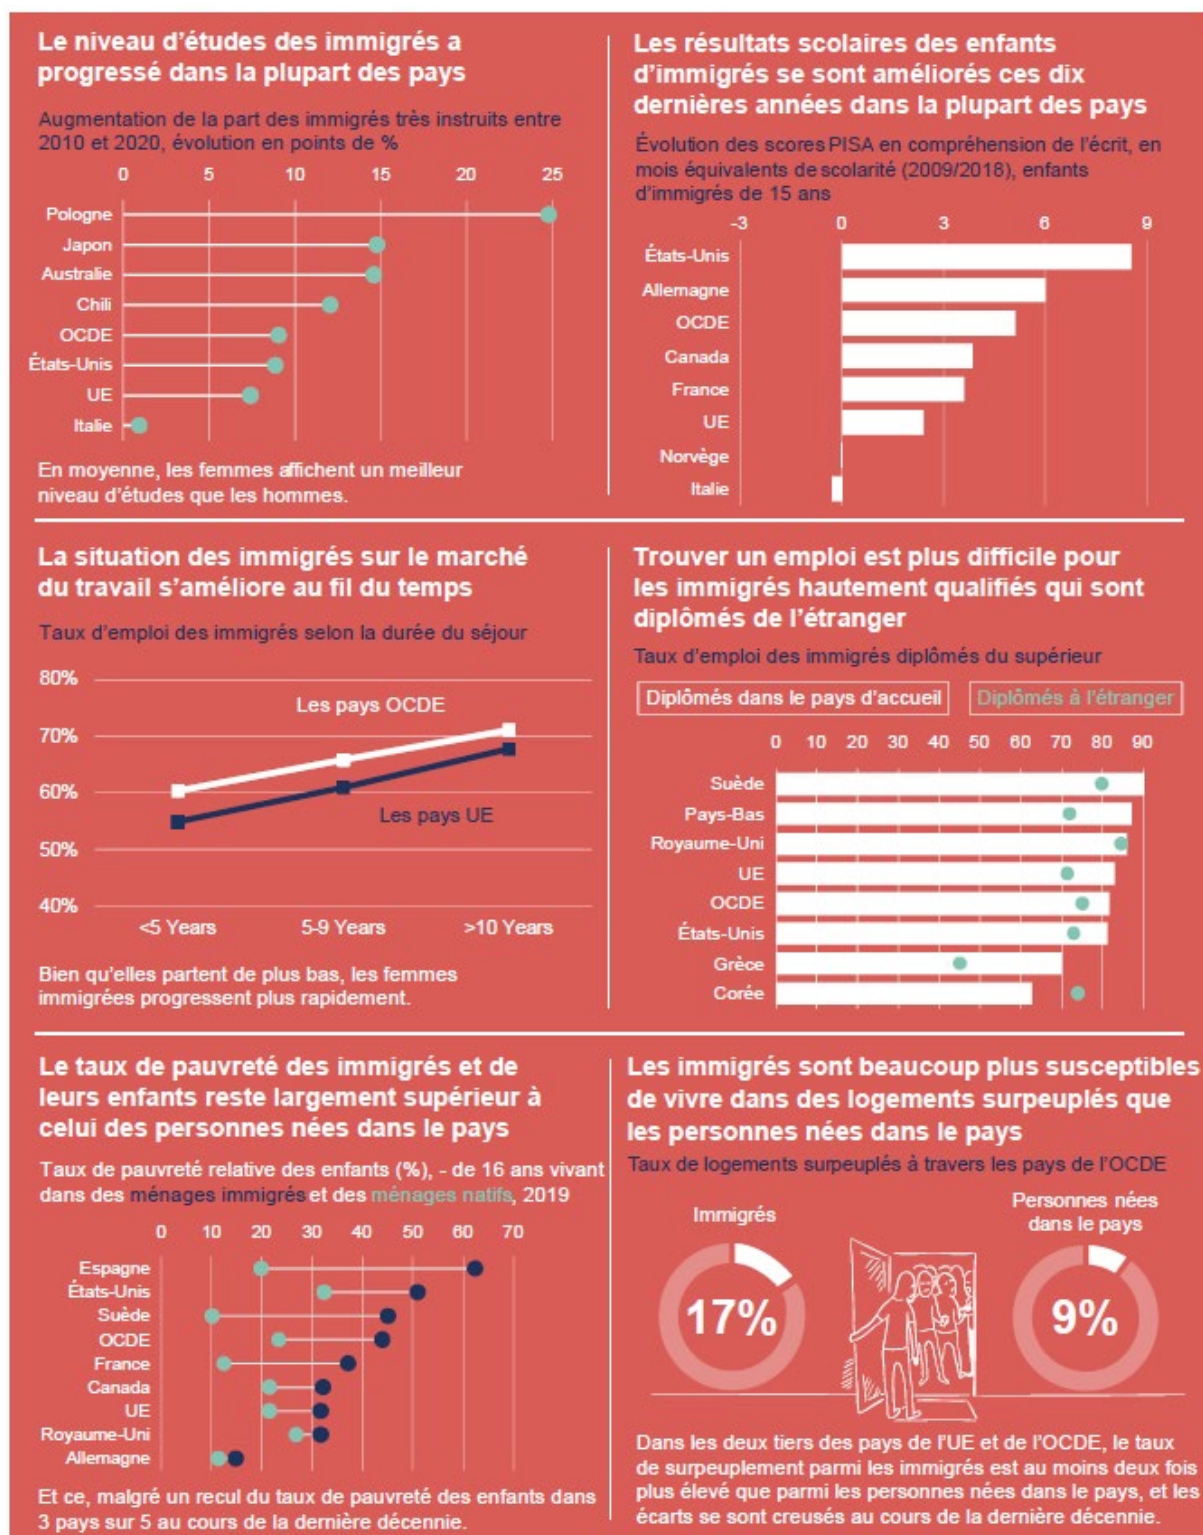 Le niveau d'études des immigrés a
progressé dans la plupart des pays
Augmentation de la part des immigrés très instruits entre
2010 et 2020, évolution en points de %
0 5 10 15 20 25
Pologne
Japon
Australie
Chili
OCDE
États-Unis
UE
Italie
En moyenne, les femmes affichent un meilleur
niveau d'études que les hommes.
Les résultats scolaires des enfants
d'immigrés se sont améliorés ces dix
dernières années dans la plupart des pays
Évolution des scores PISA en compréhension de l'écrit, en
mois équivalents de scolarité (2009/2018), enfants
d'immigrés de 15 ans
-3 0 3 6 9
États-Unis
Allemagne
OCDE
Canada
France
UE
Norvège
Italie
La situation des immigrés sur le marché
du travail s'améliore au fil du temps
Taux d'emploi des immigrés selon la durée du séjour
80%
Les pays OCDE
70%
60%
Les pays UE
50%
40%
<5 Years 5-9 Years >10 Years
Bien qu'elles partent de plus bas, les femmes
immigrées progressent plus rapidement.
Trouver un emploi est plus difficile pour
les immigrés hautement qualifiés qui sont
diplômés de l'étranger
Taux d'emploi des immigrés diplômés du supérieur
Diplômés dans le pays d'accueil Diplômés à l'étranger
0 10 20 30 40 50 60 70 80 90
Suède
Pays-Bas
Royaume-Uni
UE
OCDE
États-Unis
Grèce
Corée
Le taux de pauvreté des immigrés et de
leurs enfants reste largement supérieur à
celui des personnes nées dans le pays
Taux de pauvreté relative des enfants (%), - de 16 ans vivant
dans des ménages immigrés et des ménages natifs, 2019
0 10 20 30 40 50 60 70
Espagne
États-Unis
Suède
OCDE
France
Canada
UE
Royaume-Uni
Allemagne
Et ce, malgré un recul du taux de pauvreté des enfants dans
3 pays sur 5 au cours de la dernière décennie.
Les immigrés sont beaucoup plus susceptibles
de vivre dans des logements surpeuplés que
les personnes nées dans le pays
Taux de logements surpeuplés à travers les pays de l'OCDE
Immigrés
17%
Personnes nées
dans le pays
9%
Dans les deux tiers des pays de l'UE et de l'OCDE, le taux
de surpeuplement parmi les immigrés est au moins deux fois
plus élevé que parmi les personnes nées dans le pays, et les
écarts se sont creusés au cours de la dernière décennie.